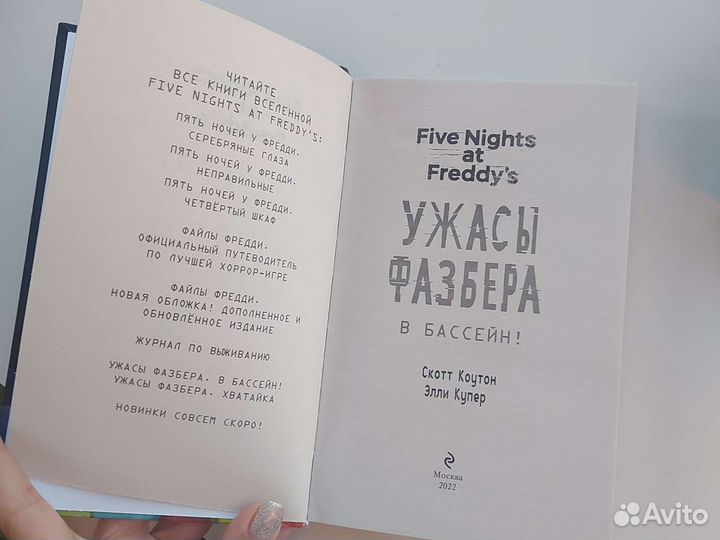 ЧИТАЙТЕ
ВСЕ КНИГИ ВСЕЛЕННОЙ
FIVE NIGHTS AT FREDDY'S:
ПЯТЬ НОЧЕЙ У ФРЕДДИ.
СЕРЕБРЯНЫЕ ГЛАЗА
ПЯТЬ НОЧЕЙ У ФРЕДДИ.
НЕПРАВИЛЬНЫЕ
ПЯТЬ НОЧЕЙ У ФРЕДДИ.
ЧЕТВЁРТЫЙ ШКАФ
ФАЙЛЫ ФРЕДДИ.
ОФИЦИАЛЬНЫЙ ПУТЕВОДИТЕЛЬ
ПО ЛУЧШЕЙ ХОРРОР-ИГРЕ
ФАЙЛЫ ФРЕДДИ.
НОВАЯ ОБЛОЖКА! ДОПОЛНЕННОЕ И
ОБНОВЛЁННОЕ ИЗДАНИЕ
ЖУРНАЛ ПО ВЫЖИВАНИЮ
УЖАСЫ ФАЗБЕРА. В БАССЕЙН!
УЖАСЫ ФАЗБЕРА. ХВАТАЙКА
НОВИНКИ СОВСЕМ СКОРО!
Five Nights
at
Freddy's
УЖАСЫ
ФАЗБЕРА
В БАССЕЙН!
Скотт Коутон
Элли Купер
Москва
2022
Avito